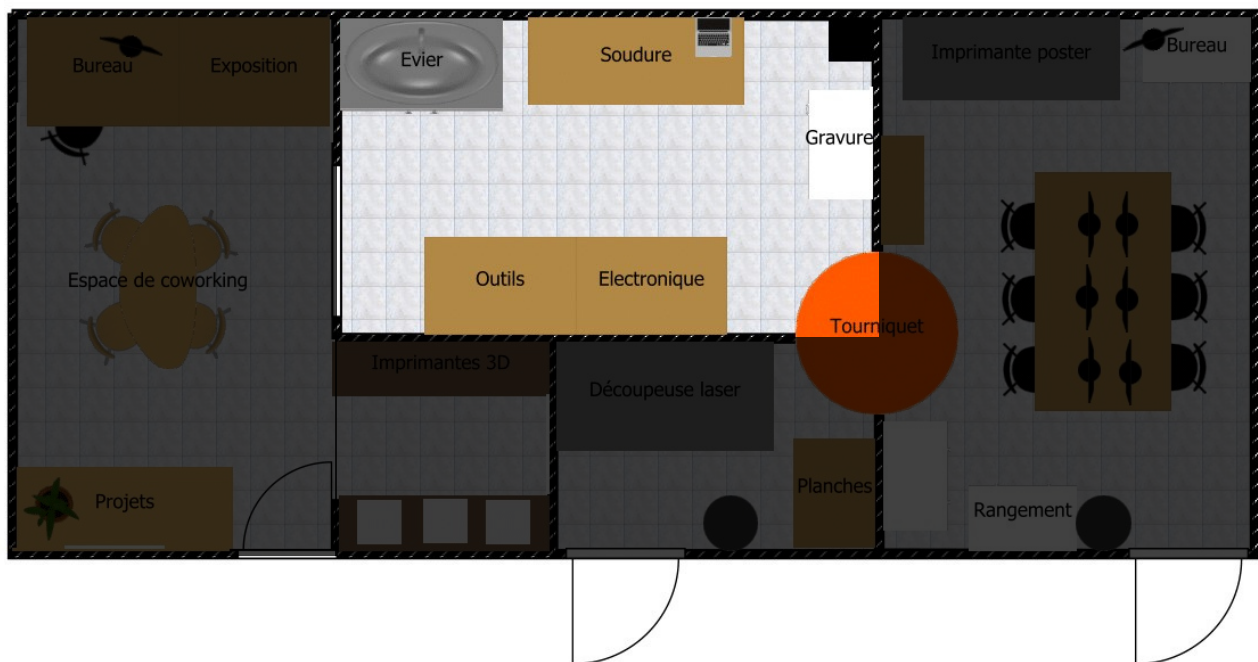 Bureau
Exposition
Evier
Soudure
Imprimante poster
Bureau
Gravure
Espace de coworking
Outils
Electronique
Tourniquet
Imprimantes 3D
Découpeuse laser
Projets
Planches
Rangement